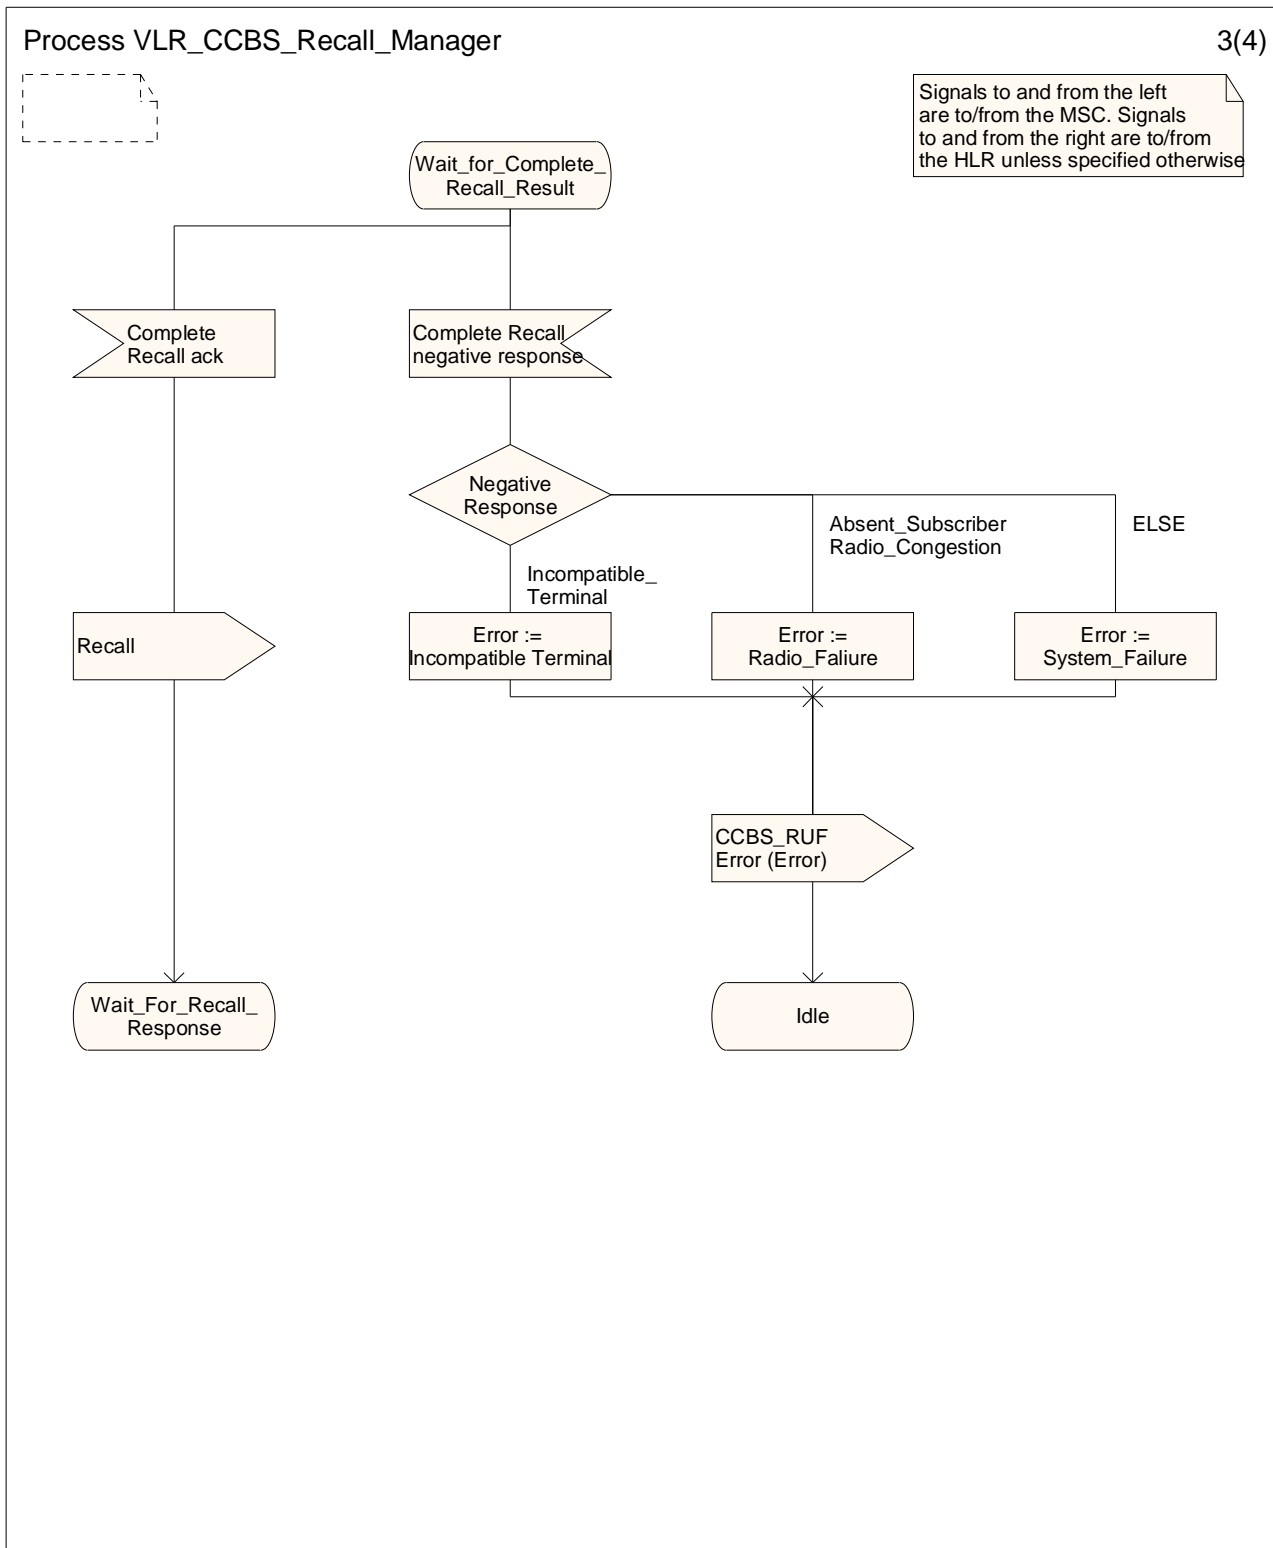 Process VLR_CCBS_Recall_Manager
3(4)
Signals to and from the left
are to/from the MSC. Signals
to and from the right are to/from
the HLR unless specified otherwise
Wait_for_Complete_
Recall_Result
Complete
Recall ack
Complete Recall
negative response
Negative
Response
Absent_Subscriber
Radio_Congestion
ELSE
Incompatible_
Terminal
Recall
Error :=
Incompatible Terminal
Error :=
Radio_Faliure
Error :=
System_Failure
CCBS_RUF
Error (Error)
Wait_For_Recall_
Response
Idle